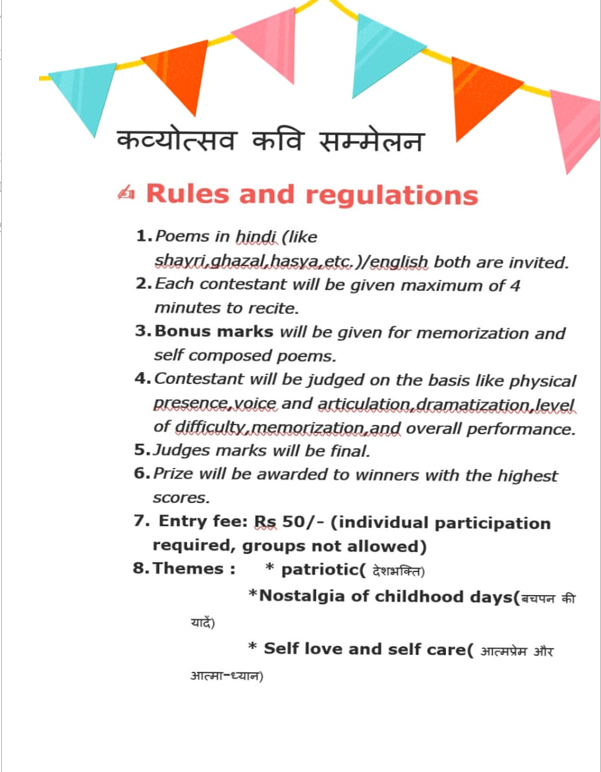 कव्योत्सव कवि सम्मेलन
✍ Rules and regulations
1. Poems in hindi (like
shayri,ghazal,hasya,etc.)/english both are invited.
2. Each contestant will be given maximum of 4
minutes to recite.
3. Bonus marks will be given for memorization and
self composed poems.
4. Contestant will be judged on the basis like physical
presence,voice and articulation,dramatization,level
of difficulty,memorization,and overall performance.
5. Judges marks will be final.
6. Prize will be awarded to winners with the highest
scores.
7. Entry fee: Rs 50/- (individual participation
required, groups not allowed)
8. Themes : * patriotic( देशभक्ति)
*Nostalgia of childhood days(बचपन की
यादें)
* Self love and self care( आत्मप्रेम और
आत्मा-ध्यान)